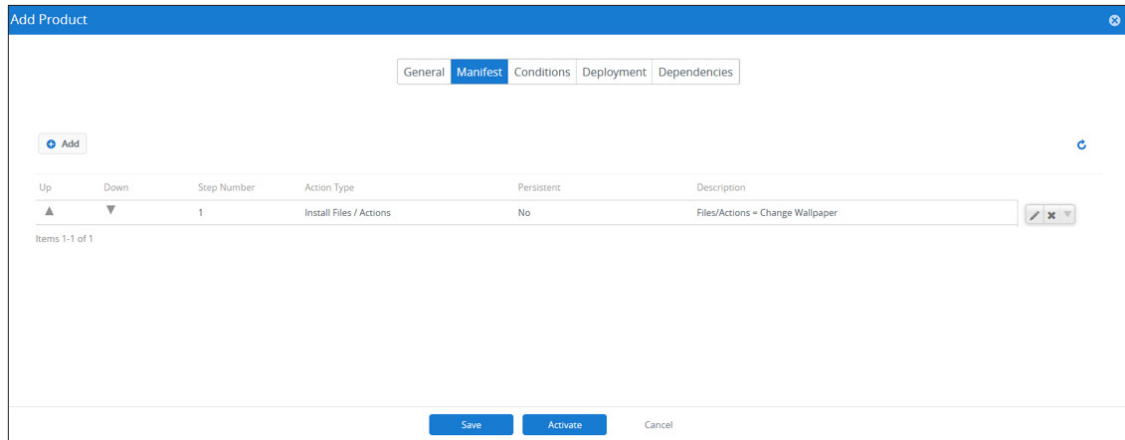 Add Product
General Manifest Conditions Deployment Dependencies
Add
Up Down Step Number Action Type Persistent Description
1 Install Files / Actions No Files/Actions = Change Wallpaper
Items 1-1 of 1
Save Activate Cancel